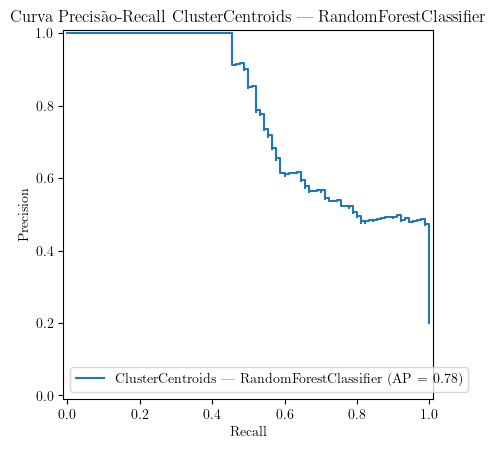 Curva Precisão-Recall ClusterCentroids — RandomForestClassifier
1.0
0.8
0.6
0.4
0.2
0.0
Precision
ClusterCentroids — RandomForestClassifier (AP = 0.78)
0.0 0.2 0.4 0.6 0.8 1.0
Recall